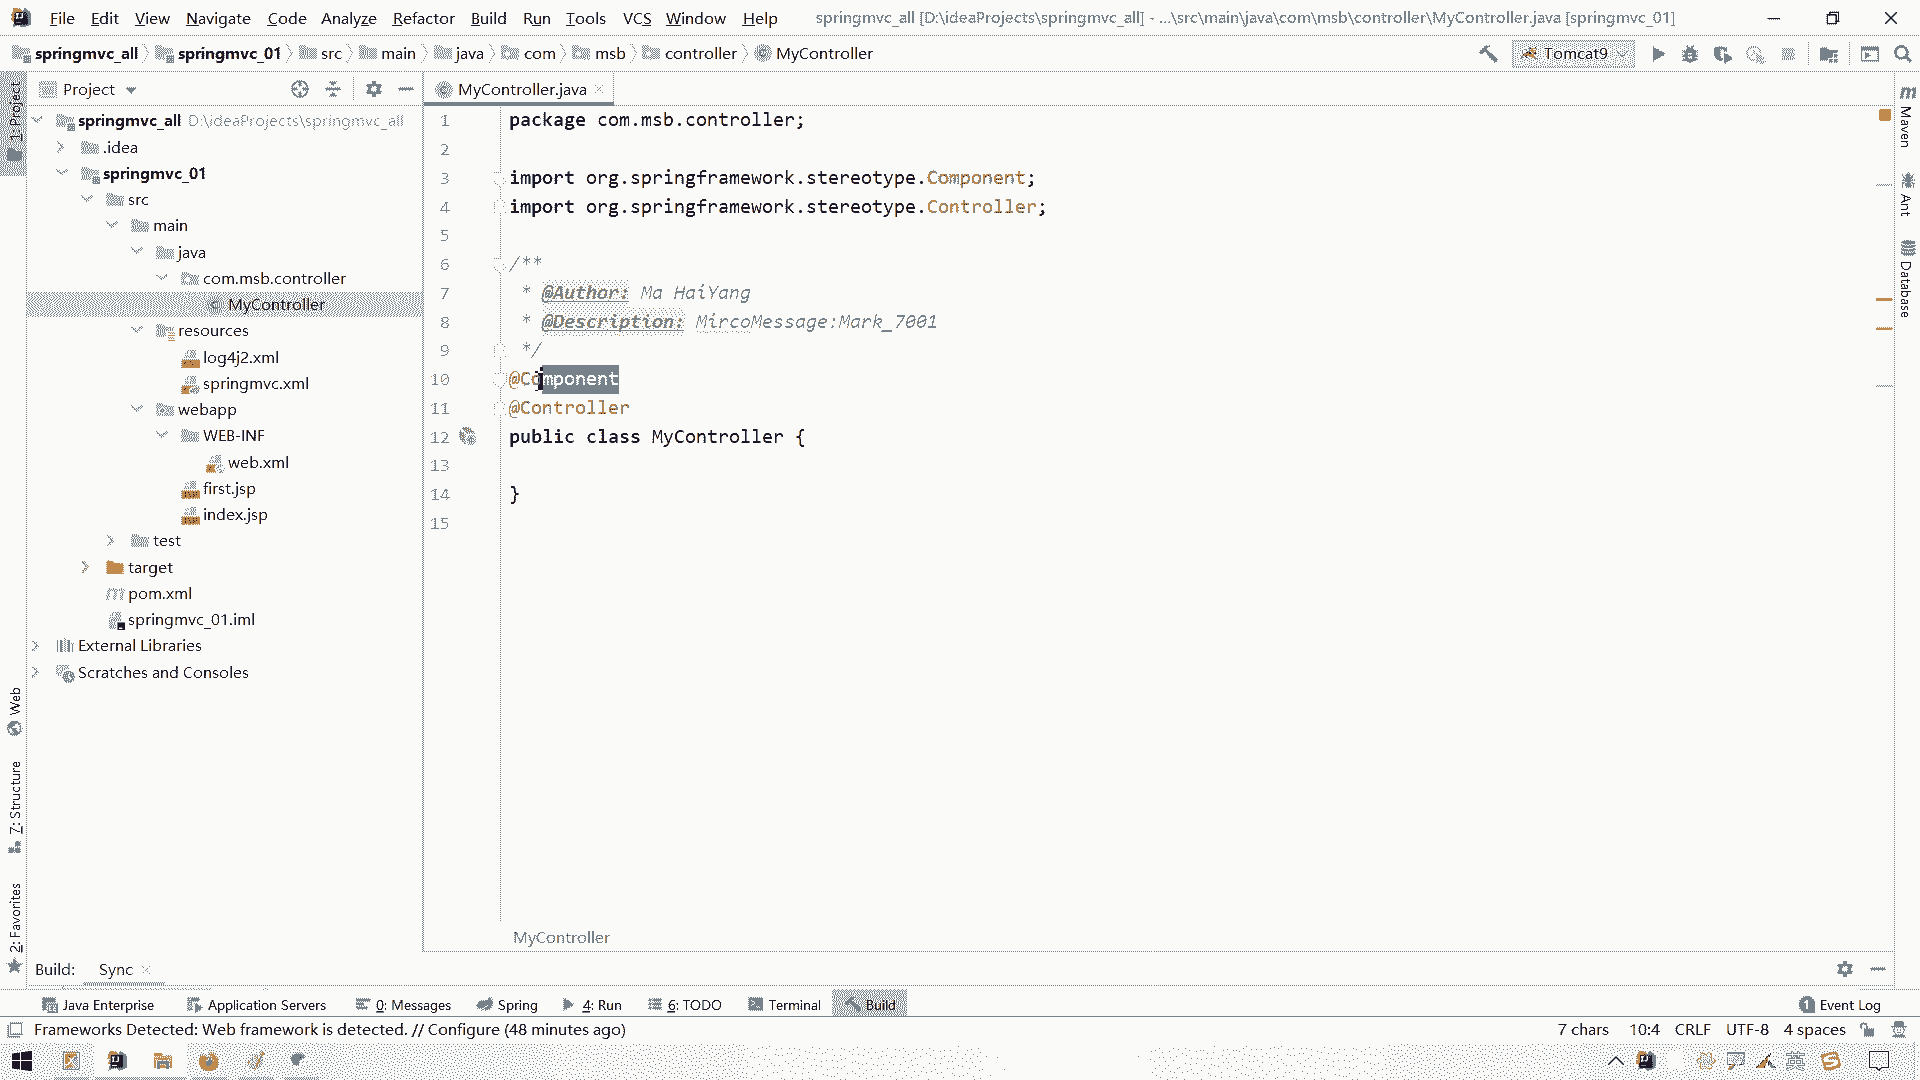 File Edit View Navigate Code Analyze Refactor Build Run Tools VCS Window Help springmvc_all [D:\ideaProjects\springmvc_all] - ...\src\main\java\com\msb\controller\MyController.java [springmvc_01]
springmvc_all springmvc_01 src main java com msb controller MyController Tomcat9
Project
MyController.java
1: Project
springmvc_all D:\ideaProjects\springmvc_all
.idea
springmvc_01
src
main
java
com.msb.controller
MyController
resources
log4j2.xml
springmvc.xml
webapp
WEB-INF
web.xml
first.jsp
index.jsp
test
target
pom.xml
springmvc_01.iml
External Libraries
Scratches and Consoles
Web
7: Structure
2: Favorites
1 package com.msb.controller;
2
3 import org.springframework.stereotype.Component;
4 import org.springframework.stereotype.Controller;
5
6 /**
7 * @Author: Ma HaiYang
8 * @Description: MircoMessage:Mark_7001
9 */
10 @Component
11 @Controller
12 public class MyController {
13
14 }
15
MyController
Maven
Ant
Database
Build: Sync
Java Enterprise Application Servers 0: Messages Spring 4: Run 6: TODO Terminal Build 1 Event Log
Frameworks Detected: Web framework is detected. // Configure (48 minutes ago) 7 chars 10:4 CRLF UTF-8 4 spaces
英